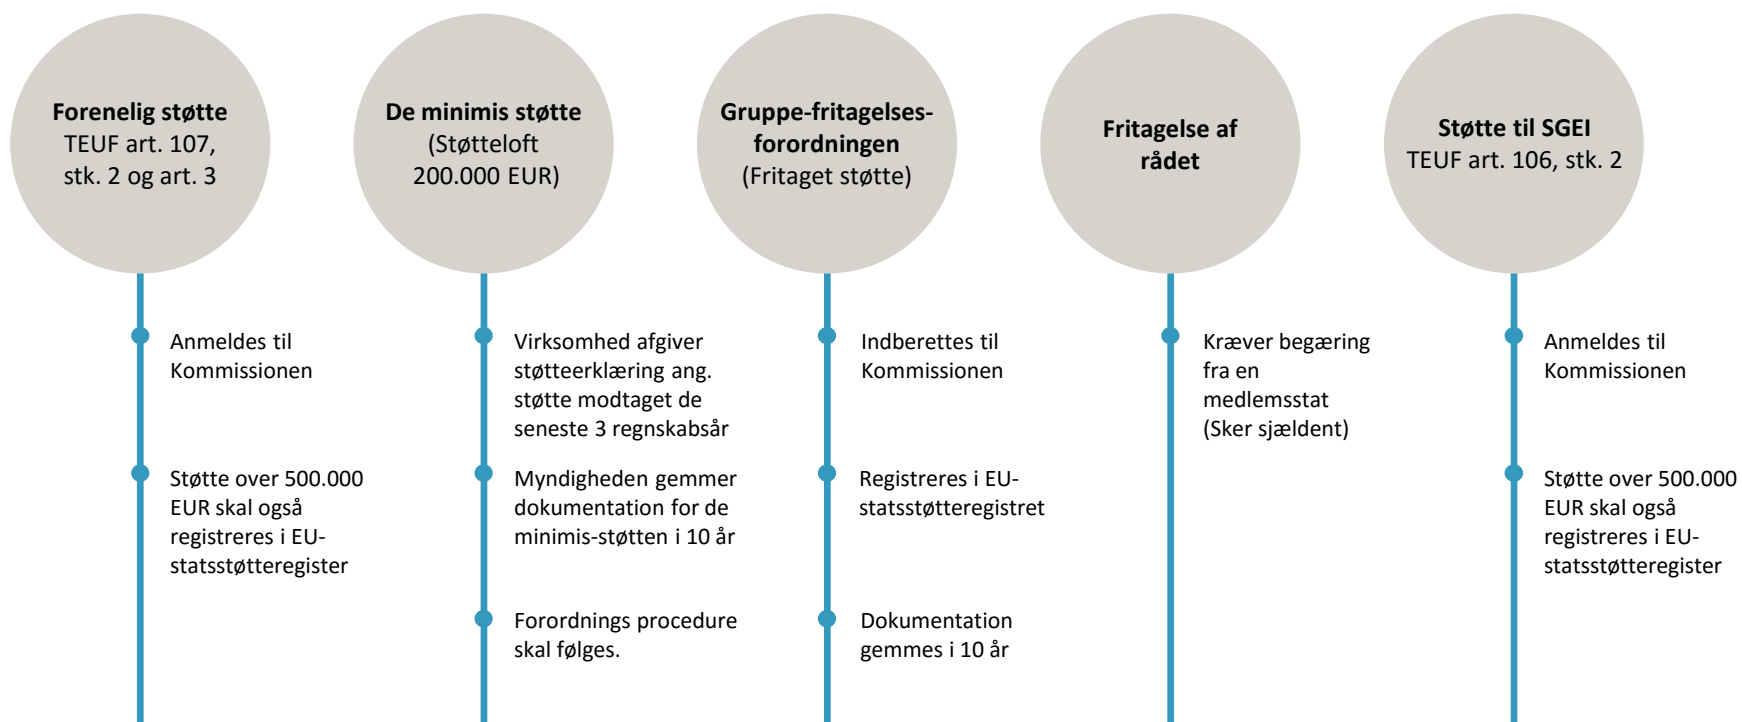 Forenelig støtte
TEUF art. 107,
stk. 2 og art. 3
Anmeldes til
Kommissionen
Støtte over 500.000
EUR skal også
registreres i EU-
statsstøtteregister
De minimis støtte
(Støtteloft
200.000 EUR)
Virksomhed afgiver
støtteerklæring ang.
støtte modtaget de
seneste 3 regnskabsår
Myndigheden gemmer
dokumentation for de
minimis-støtten i 10 år
Forordnings procedure
skal følges.
Gruppe-fritagelses-
forordningen
(Fritaget støtte)
Indberettes til
Kommissionen
Registreres i EU-
statsstøtteregistret
Dokumentation
gemmes i 10 år
Fritagelse af
rådet
Kræver begæring
fra en
medlemsstat
(Sker sjældent)
Støtte til SGEI
TEUF art. 106, stk. 2
Anmeldes til
Kommissionen
Støtte over 500.000
EUR skal også
registreres i EU-
statsstøtteregister